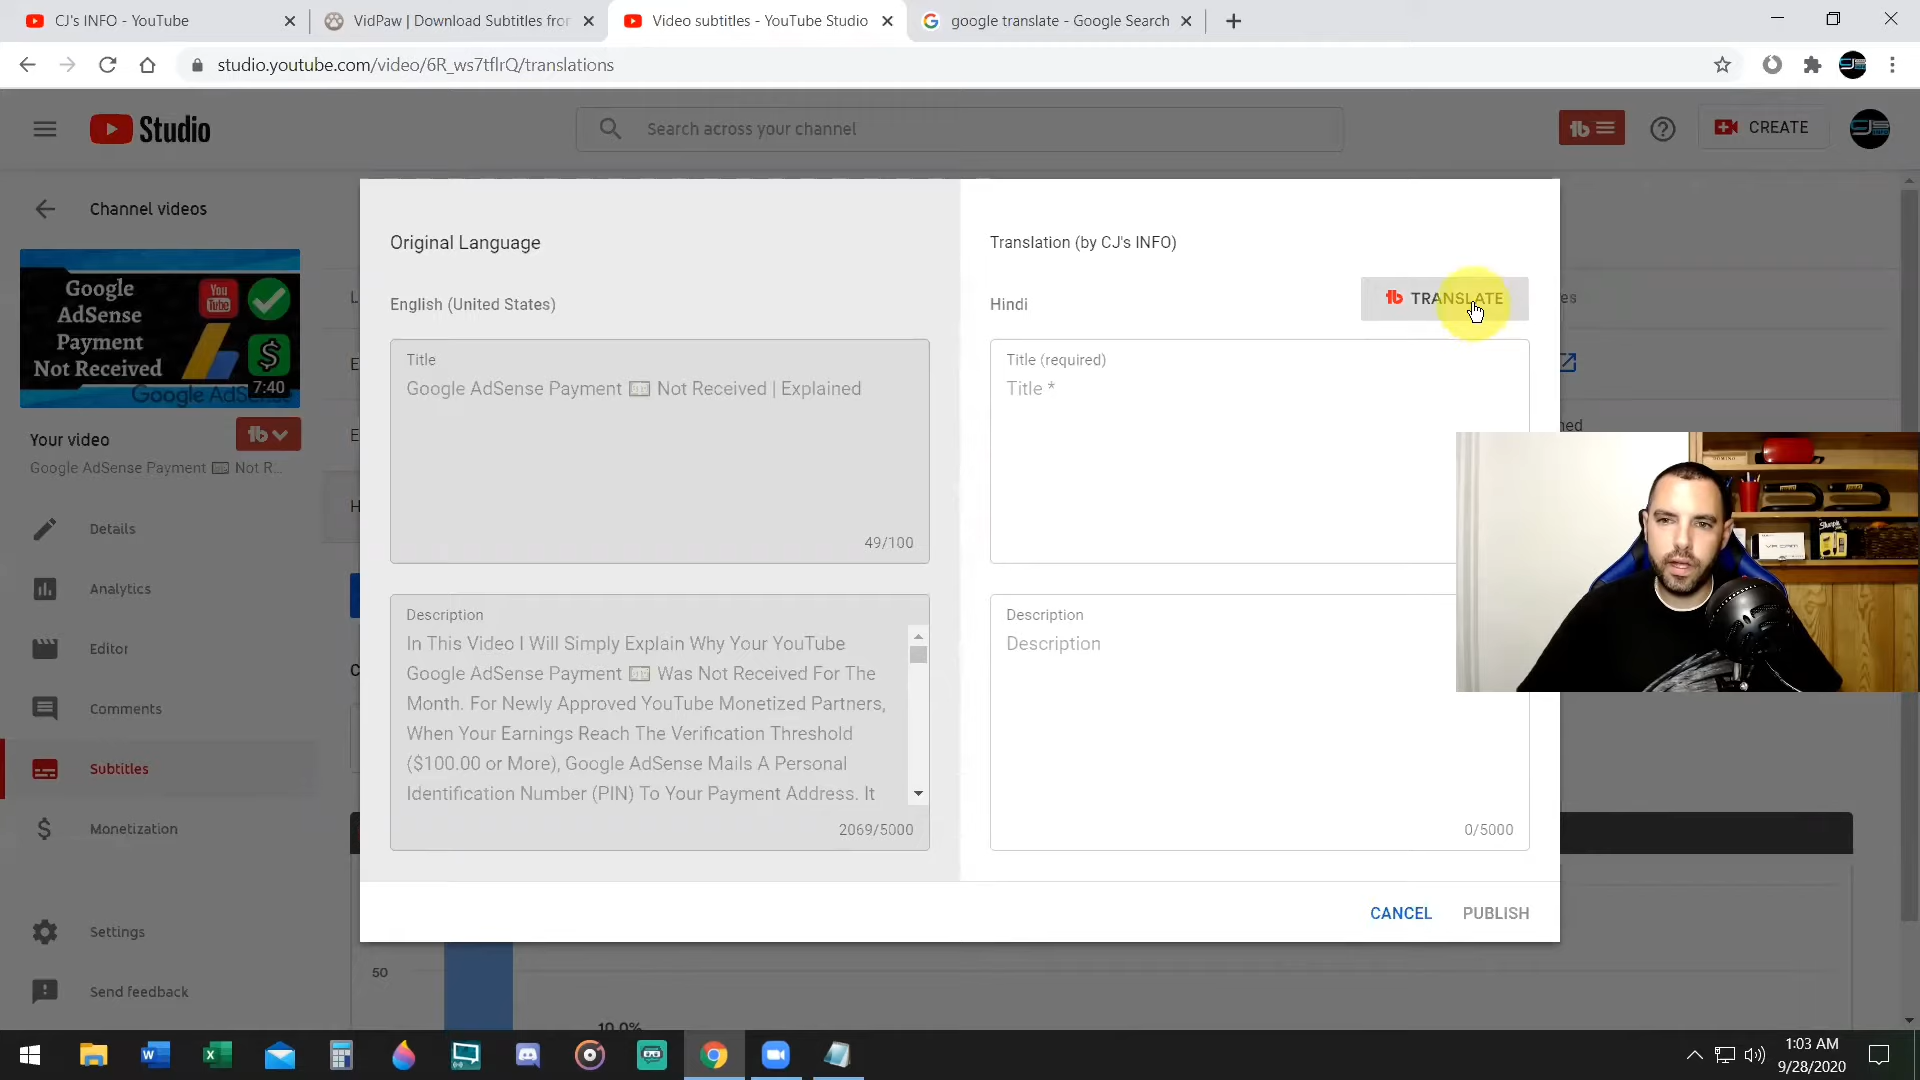 CJ's INFO - YouTube
VidPaw | Download Subtitles fro
Video subtitles - YouTube Studio
google translate - Google Search
studio.youtube.com/video/6R_ws7tflrQ/translations
Studio
Search across your channel
CREATE
Channel videos
Google
AdSense
Payment
Not Received
You
Tube
Google AdSense
7:40
Your video
Google AdSense Payment 💵 Not R...
Details
Analytics
Editor
Comments
Subtitles
Monetization
Settings
Send feedback
Original Language
English (United States)
Title
Google AdSense Payment 💵 Not Received | Explained
49/100
Description
In This Video I Will Simply Explain Why Your YouTube
Google AdSense Payment 💵 Was Not Received For The
Month. For Newly Approved YouTube Monetized Partners,
When Your Earnings Reach The Verification Threshold
($100.00 or More), Google AdSense Mails A Personal
Identification Number (PIN) To Your Payment Address. It
2069/5000
Translation (by CJ's INFO)
Hindi
TRANSLATE
Title (required)
Title *
Description
Description
0/5000
CANCEL
PUBLISH
50
10.0%
1:03 AM
9/28/2020